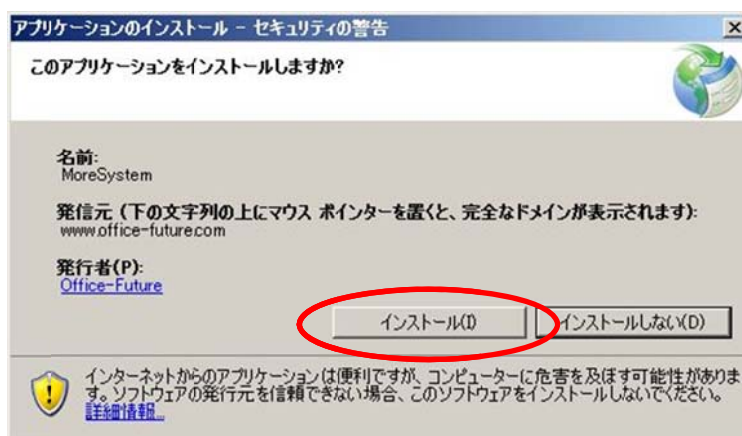 アプリケーションのインストール - セキュリティの警告
このアプリケーションをインストールしますか?
名前:
MoreSystem
発信元 (下の文字列の上にマウス ポインターを置くと、完全なドメインが表示されます):
www.office-future.com
発行者(P):
Office-Future
インストール(I) インストールしない(D)
インターネットからのアプリケーションは便利ですが、コンピューターに危害を及ぼす可能性がありま
す。ソフトウェアの発行元を信頼できない場合、このソフトウェアをインストールしないでください。
詳細情報...